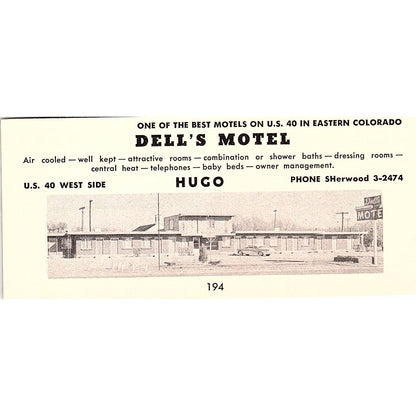 ONE OF THE BEST MOTELS ON U.S. 40 IN EASTERN COLORADO
DELL'S MOTEL
Air cooled — well kept — attractive rooms — combination or shower baths — dressing rooms —
central heat — telephones — baby beds — owner management.
U.S. 40 WEST SIDE HUGO PHONE SHerwood 3-2474
Dell's
MOTE
194